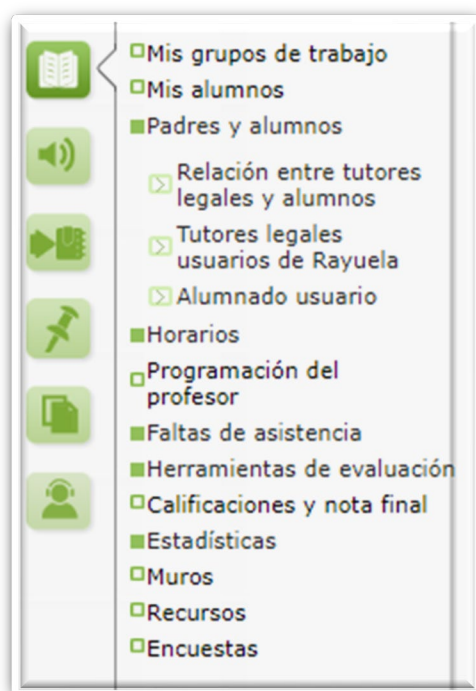 Mis grupos de trabajo
Mis alumnos
Padres y alumnos
Relación entre tutores
legales y alumnos
Tutores legales
usuarios de Rayuela
Alumnado usuario
Horarios
Programación del
profesor
Faltas de asistencia
Herramientas de evaluación
Calificaciones y nota final
Estadísticas
Muros
Recursos
Encuestas